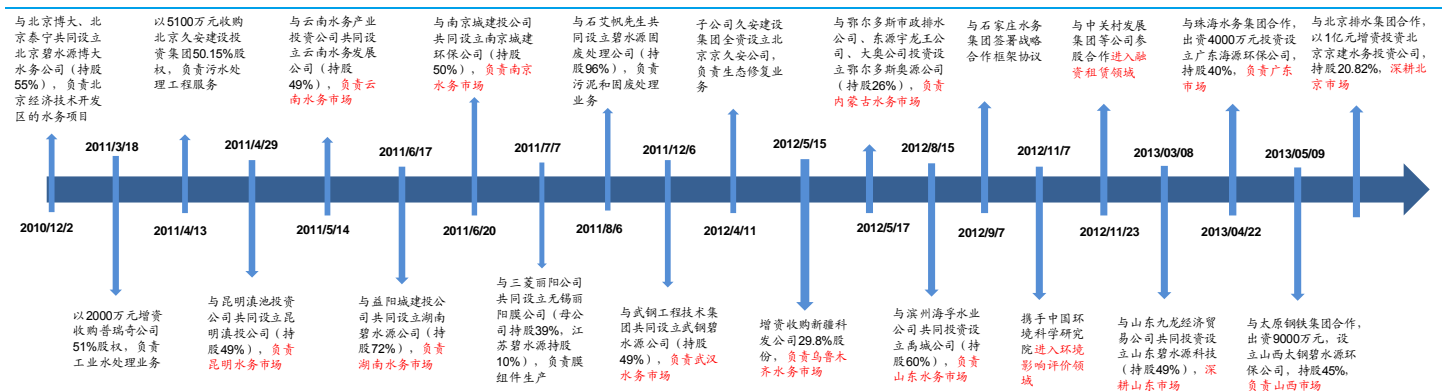 与北京博大、北
京泰宁共同设立
北京碧水源博大
水务公司（持股
55%），负责北
京经济技术开发
区的水务项目
以5100万元收购
北京久安建设投
资集团50.15%股
权，负责污水处
理工程服务
与云南水务产业
投资公司共同设
立云南水务发展
公司（持股
49%），负责云
南水务市场
与南京城建投公司
共同设立南京城建
环保公司（持股
50%），负责南京
水务市场
与石艾帆先生共
同设立碧水源固
废处理公司（持
股96%），负责
污泥和固废处理
业务
子公司久安建设
集团全资设立北
京京久安公司，
负责生态修复业
务
与鄂尔多斯市政排水
公司、东源宇龙王公
司、大奥公司投资设
立鄂尔多斯奥源公司
（持股26%），负责
内蒙古水务市场
与石家庄水务
集团签署战略
合作框架协议
与中关村发展
集团等公司参
股合作进入融
资租赁领域
与珠海水务集团合作，
出资4000万元投资设
立广东海源环保公司，
持股40%，负责广东
市场
与北京排水集团合作，
以1亿元增资投北
京京建水务投资公司，
持股20.82%，深耕北
京市场
2011/3/18
2011/4/29
2011/6/17
2011/7/7
2011/12/6
2012/5/15
2012/8/15
2012/11/7
2013/03/08
2013/05/09
2010/12/2
2011/4/13
2011/5/14
2011/6/20
2011/8/6
2012/4/11
2012/5/17
2012/9/7
2012/11/23
2013/04/22
以2000万元增资
收购普瑞奇公司
51%股权，负责
工业水处理业务
与昆明滇池投资
公司共同设立昆
明滇投公司（持
股49%），负责
昆明水务市场
与益阳城建投公
司共同设立湖南
碧水源公司（持
股72%），负责
湖南水务市场
与三菱丽阳公司
共同设立无锡丽
阳膜公司（母公
司持股39%，江
苏碧水源持股
10%），负责膜
组件生产
与武钢工程技术集
团共同设立武钢碧
水源公司（持股
49%），负责武汉
水务市场
增资收购新疆科
发公司29.8%股
份，负责乌鲁木
齐水务市场
与滨州海孚水业
公司共同投资设
立禹城公司（持
股60%），负责
山东水务市场
携手中国环
境科学研究
院进入环境
影响评价领
域
与山东九龙经济贸
易公司共同投资设
立山东碧水源科技
（持股49%），深
耕山东市场
与太原钢铁集团合作，
出资9000万元，设
立山西太钢碧水源环
保公司，持股45%，
负责山西市场